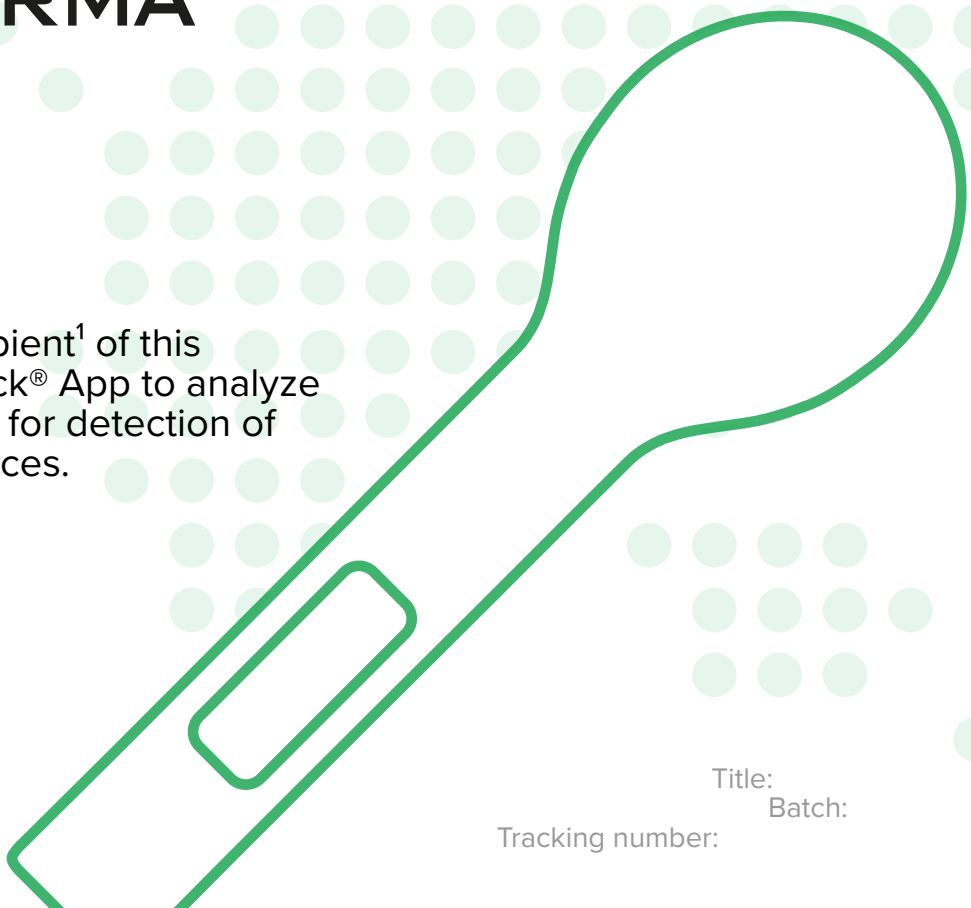 RMA
pient¹ of this
ck® App to analyze
for detection of
ces.
Title:
Batch:
Tracking number: